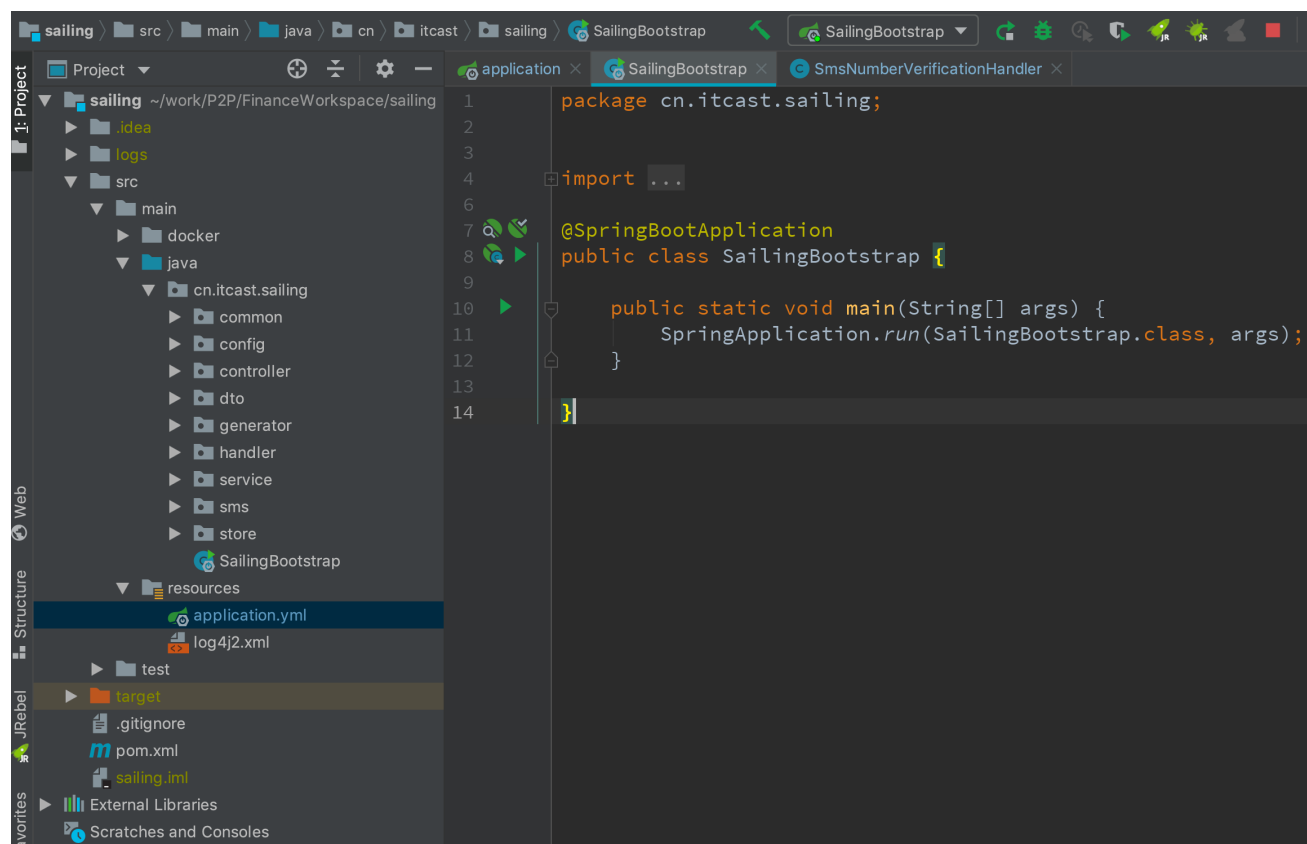 sailing src main java cn itcast sailing SailingBootstrap SailingBootstrap
Project application SailingBootstrap SmsNumberVerificationHandler
1: Project
sailing ~/work/P2P/FinanceWorkspace/sailing
.idea
logs
src
main
docker
java
cn.itcast.sailing
common
config
controller
dto
generator
handler
service
sms
store
SailingBootstrap
resources
application.yml
log4j2.xml
test
target
.gitignore
pom.xml
sailing.iml
External Libraries
Scratches and Consoles
Web
Structure
JRebel
avorites
1 package cn.itcast.sailing;
2
3
4 import ...
6
7 @SpringBootApplication
8 public class SailingBootstrap {
9
10 public static void main(String[] args) {
11 SpringApplication.run(SailingBootstrap.class, args);
12 }
13
14 }